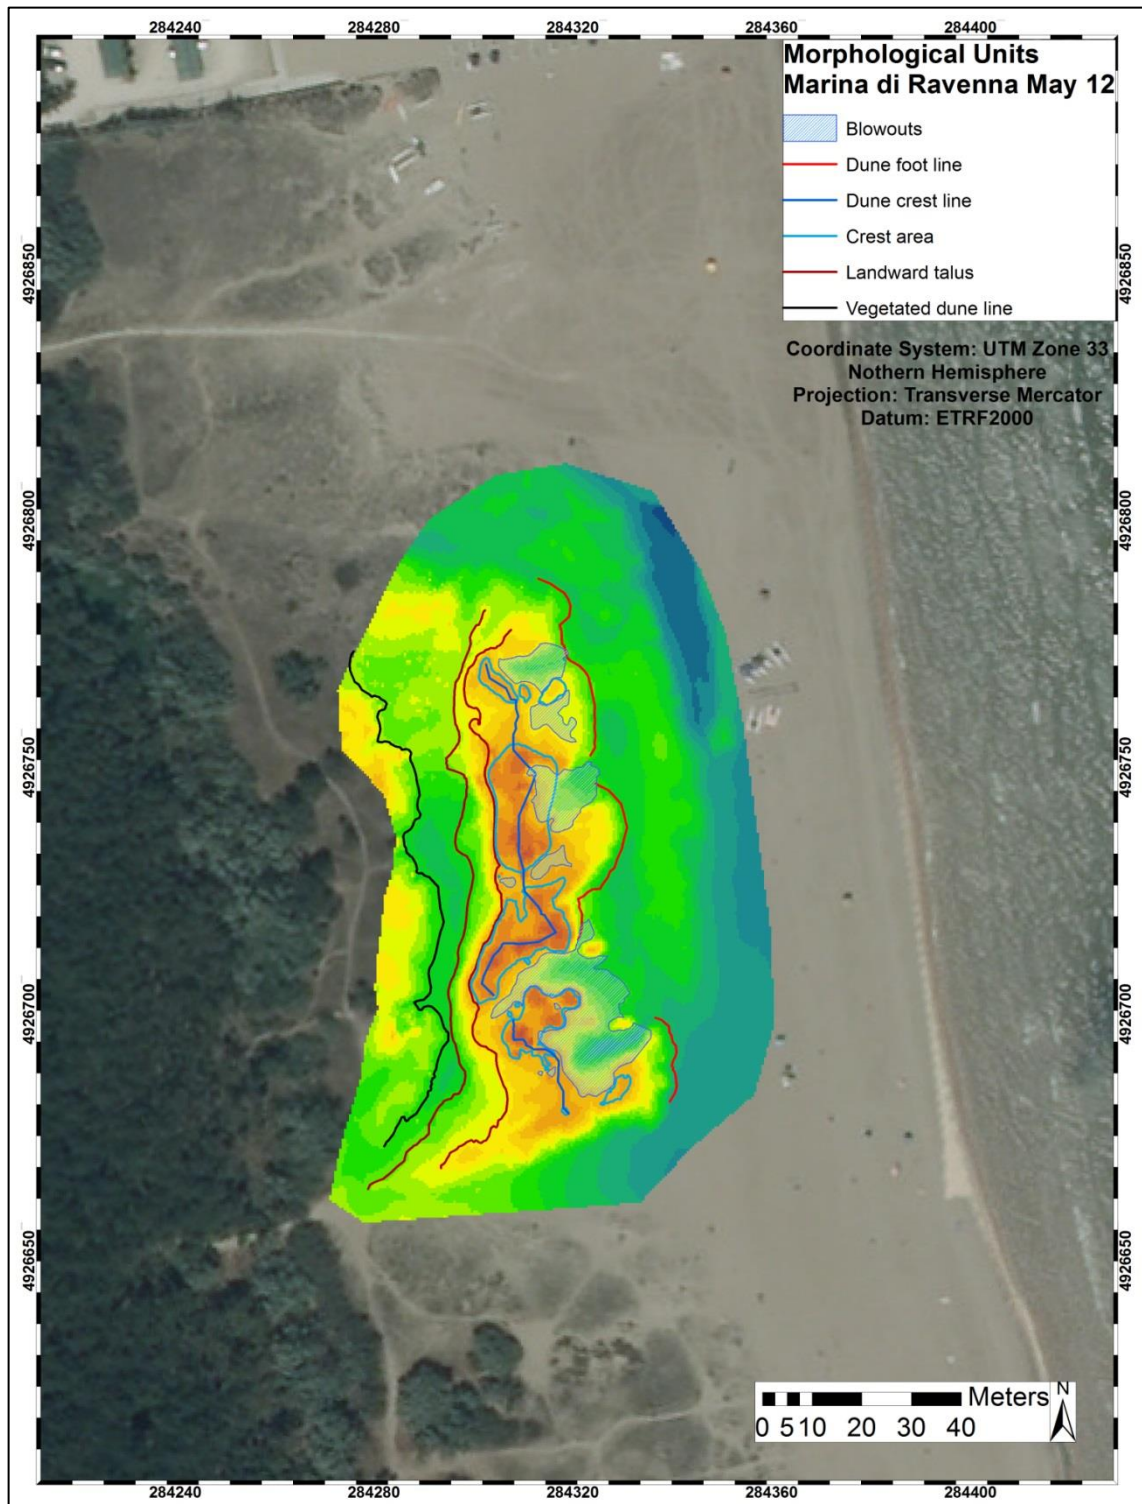 284240 284280 284320 284360 284400
Morphological Units
Marina di Ravenna May 12
Blowouts
Dune foot line
Dune crest line
Crest area
Landward talus
Vegetated dune line
Coordinate System: UTM Zone 33
Nothern Hemisphere
Projection: Transverse Mercator
Datum: ETRF2000
4926850 4926850
4926800 4926800
4926750 4926750
4926700 4926700
4926650 4926650
Meters N
0 5 10 20 30 40
284240 284280 284320 284360 284400